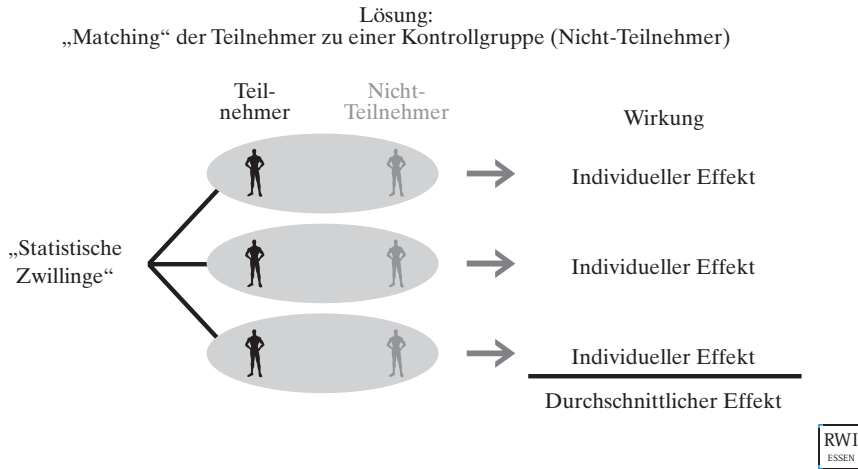 Lösung:
„Matching“ der Teilnehmer zu einer Kontrollgruppe (Nicht-Teilnehmer)
Teil-
nehmer
Nicht-
Teilnehmer
Wirkung
Individueller Effekt
„Statistische
Zwillinge“
Individueller Effekt
Individueller Effekt
Durchschnittlicher Effekt
RWI
ESSEN